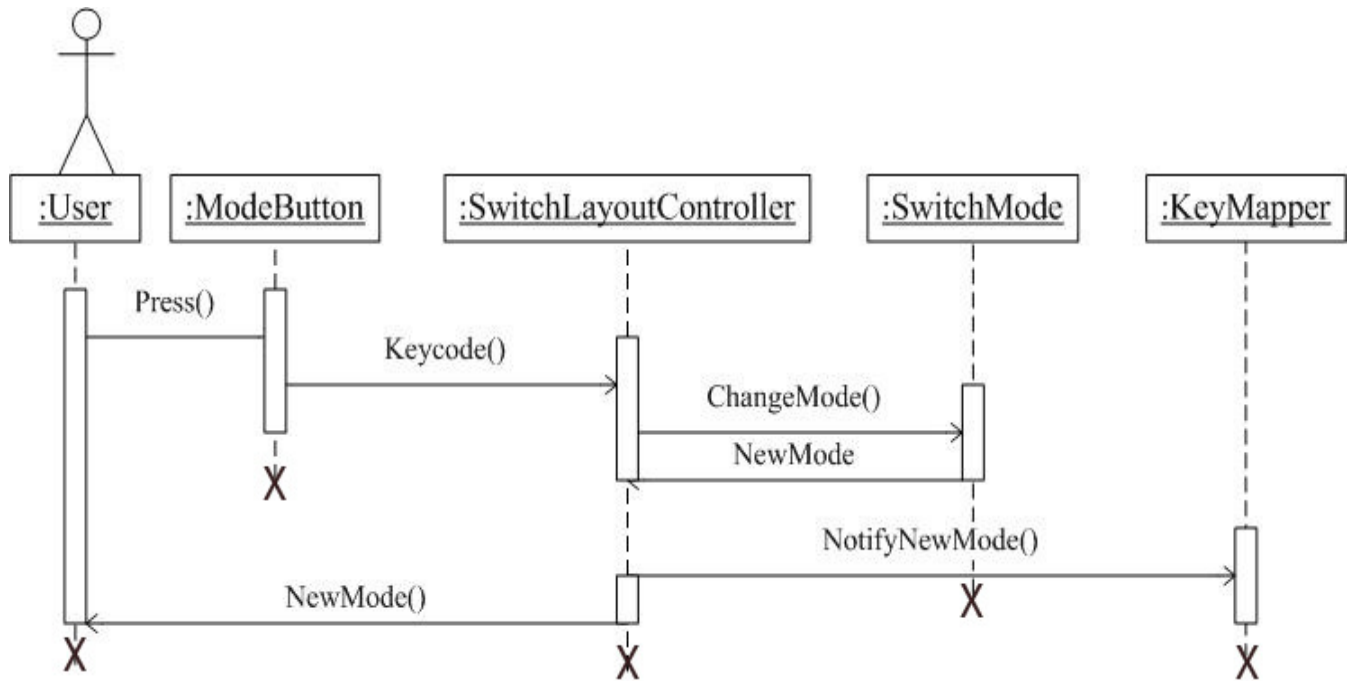 :User
:ModeButton
:SwitchLayoutController
:SwitchMode
:KeyMapper
Press()
Keycode()
ChangeMode()
NewMode
NotifyNewMode()
NewMode()